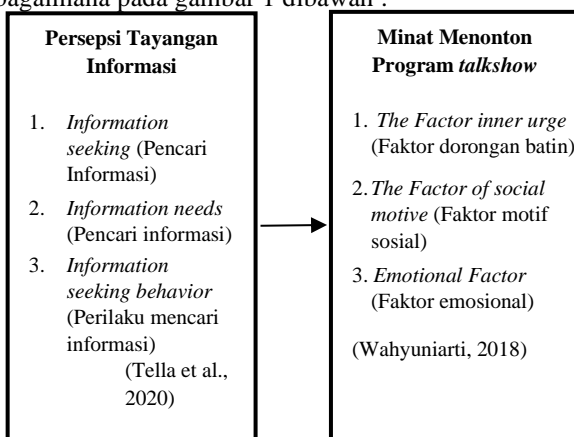 bagaimana pada gambar 1 dibawah :
Persepsi Tayangan
Informasi
1. Information
seeking (Pencari
Informasi)
2. Information needs
(Pencari informasi)
3. Information
seeking behavior
(Perilaku mencari
informasi)
(Tella et al.,
2020)
Minat Menonton
Program talkshow
1. The Factor inner urge
(Faktor dorongan batin)
2. The Factor of social
motive (Faktor motif
sosial)
3. Emotional Factor
(Faktor emosional)
(Wahyuniarti, 2018)